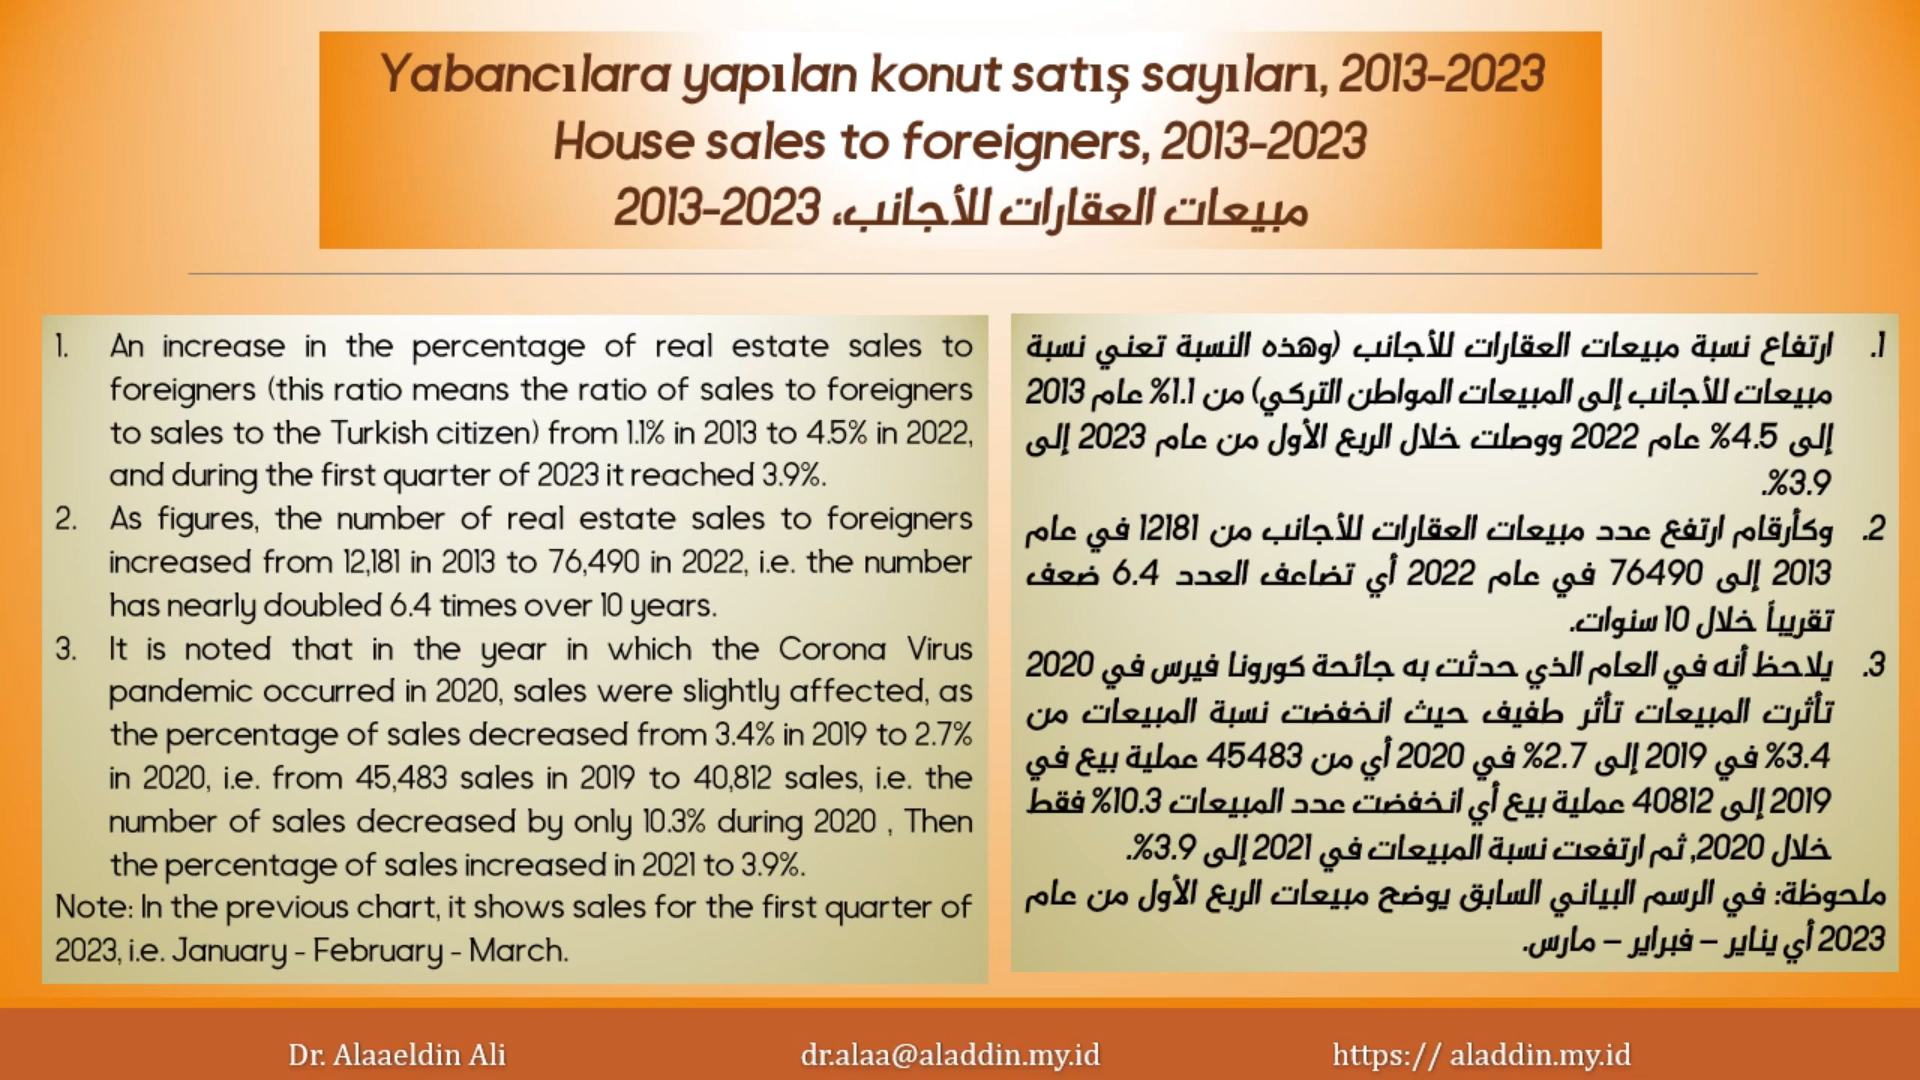 Yabancılara yapılan konut satış sayıları, 2013-2023
House sales to foreigners, 2013-2023
مبيعات العقارات للأجانب، 2023-2013
1. An increase in the percentage of real estate sales to
foreigners (this ratio means the ratio of sales to foreigners
to sales to the Turkish citizen) from 1.1% in 2013 to 4.5% in 2022,
and during the first quarter of 2023 it reached 3.9%.
2. As figures, the number of real estate sales to foreigners
increased from 12,181 in 2013 to 76,490 in 2022, i.e. the number
has nearly doubled 6.4 times over 10 years.
3. It is noted that in the year in which the Corona Virus
pandemic occurred in 2020, sales were slightly affected, as
the percentage of sales decreased from 3.4% in 2019 to 2.7%
in 2020, i.e. from 45,483 sales in 2019 to 40,812 sales, i.e. the
number of sales decreased by only 10.3% during 2020 , Then
the percentage of sales increased in 2021 to 3.9%.
Note: In the previous chart, it shows sales for the first quarter of
2023, i.e. January - February - March.
1. ارتفاع نسبة مبيعات العقارات للأجانب (وهذه النسبة تعني نسبة
مبيعات للأجانب إلى المبيعات المواطن التركي) من 1.1% عام 2013
إلى 4.5% عام 2022 ووصلت خلال الربع الأول من عام 2023 إلى
3.9%.
2. وكأرقام ارتفع عدد مبيعات العقارات للأجانب من 12181 في عام
2013 إلى 76490 في عام 2022 أي تضاعف العدد 6.4 ضعف
تقريباً خلال 10 سنوات.
3. يلاحظ أنه في العام الذي حدثت به جائحة كورونا فيرس في 2020
تأثرت المبيعات تأثر طفيف حيث انخفضت نسبة المبيعات من
3.4% في 2019 إلى 2.7% في 2020 أي من 45483 عملية بيع في
2019 إلى 40812 عملية بيع أي انخفضت عدد المبيعات 10.3% فقط
خلال 2020, ثم ارتفعت نسبة المبيعات في 2021 إلى 3.9%.
ملحوظة: في الرسم البياني السابق يوضح مبيعات الربع الأول من عام
2023 أي يناير – فبراير – مارس.
Dr. Alaaeldin Ali
dr.alaa@aladdin.my.id
https:// aladdin.my.id